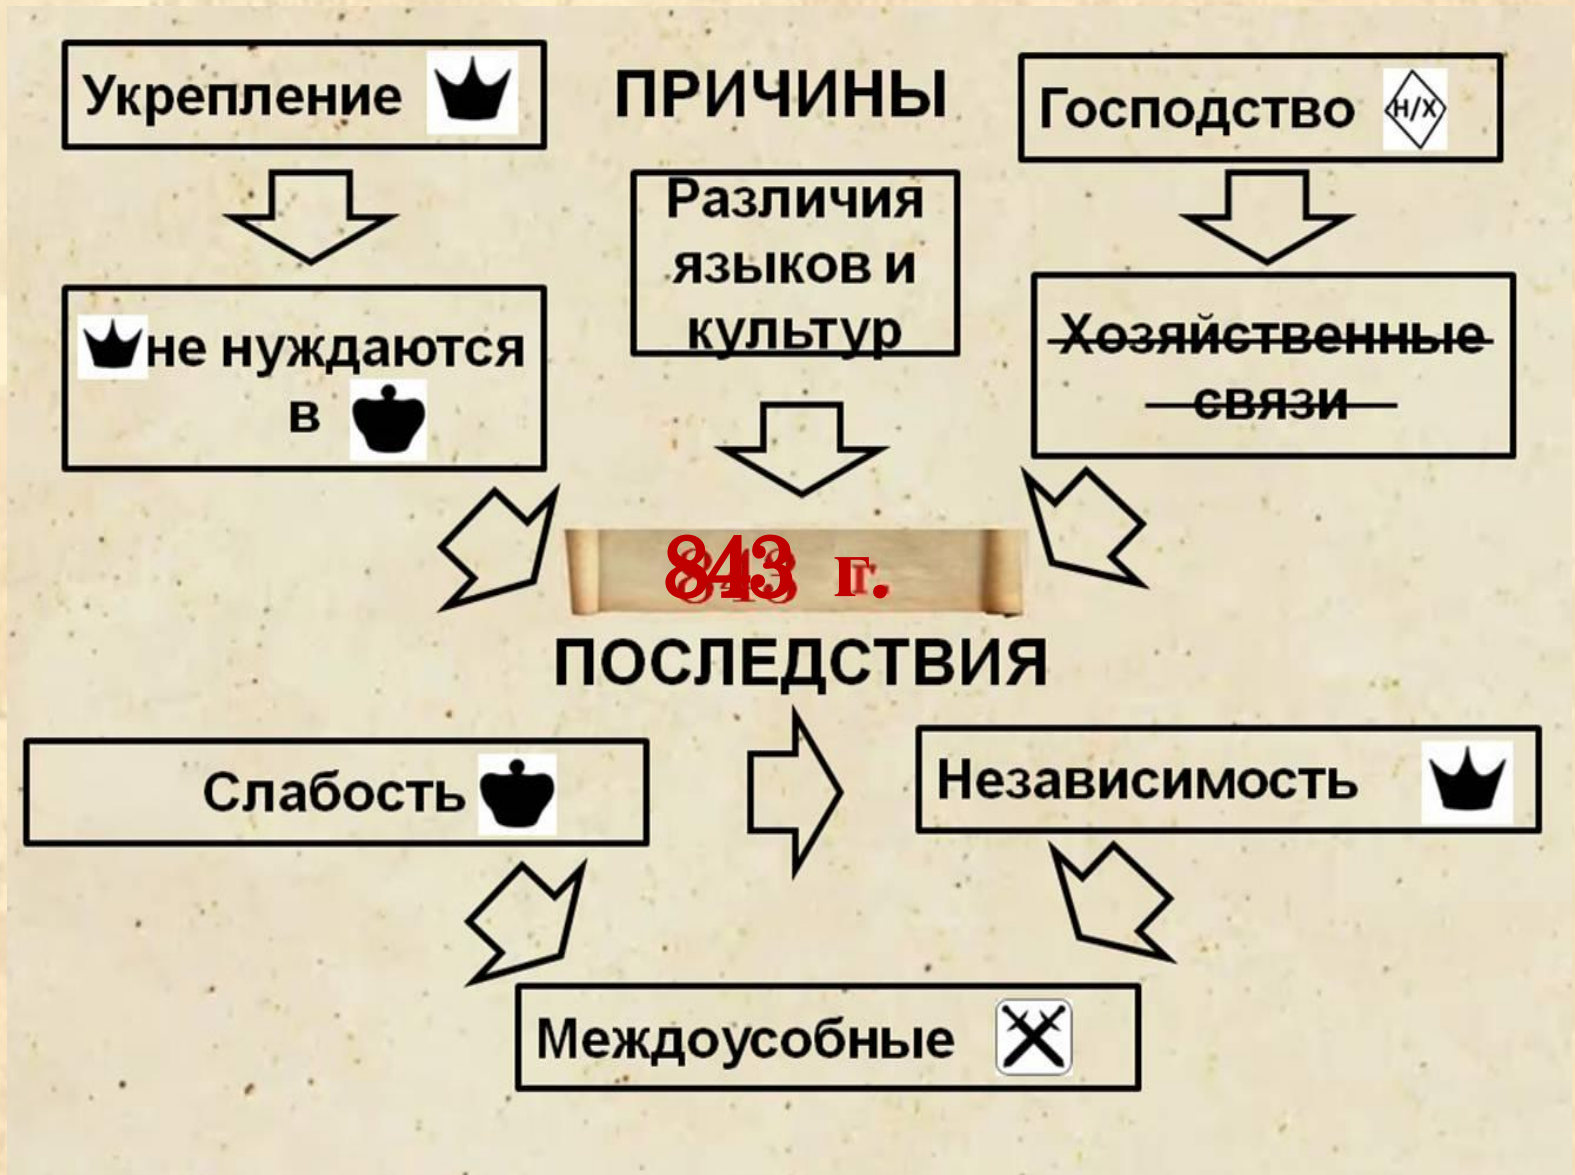 Укрепление
ПРИЧИНЫ
Господство Н/Х
Различия
языков и
культур
не нуждаются
в
Хозяйственные
связи
843 г.
ПОСЛЕДСТВИЯ
Слабость
Независимость
Междоусобные